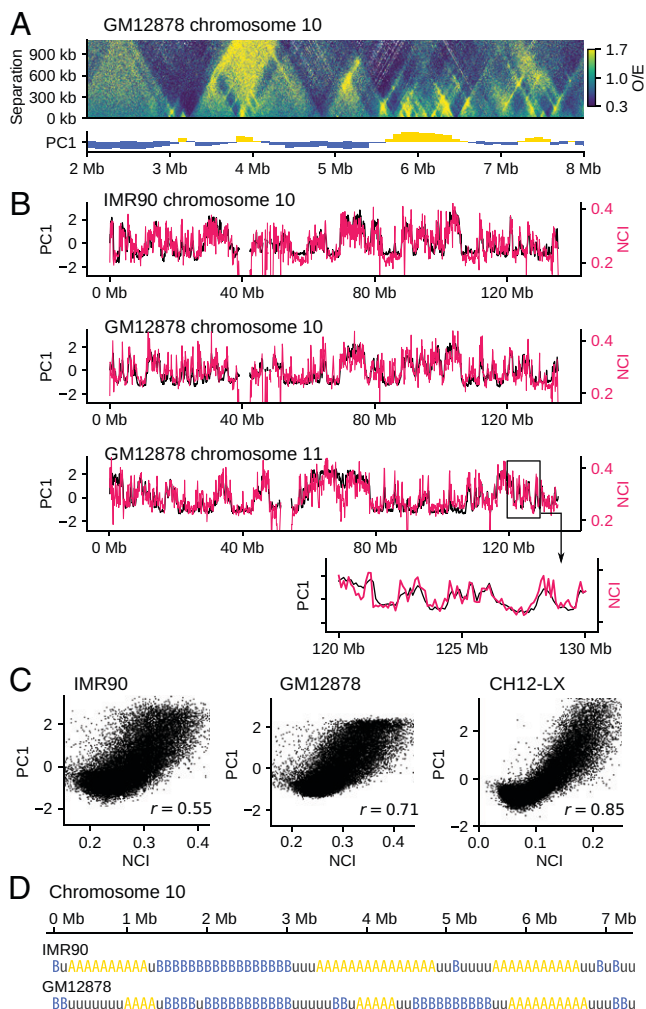 A
GM12878 chromosome 10
Separation
900 kb
600 kb
300 kb
0 kb
1.7
1.0
0.3
O/E
PC1
2 Mb 3 Mb 4 Mb 5 Mb 6 Mb 7 Mb 8 Mb
B
IMR90 chromosome 10
PC1
2
0
−2
0.4
0.2
NCI
0 Mb 40 Mb 80 Mb 120 Mb
GM12878 chromosome 10
PC1
2
0
−2
0.4
0.2
NCI
0 Mb 40 Mb 80 Mb 120 Mb
GM12878 chromosome 11
PC1
2
0
−2
0.4
0.2
NCI
0 Mb 40 Mb 80 Mb 120 Mb
PC1
NCI
120 Mb 125 Mb 130 Mb
C
IMR90
PC1
2
0
−2
r = 0.55
0.2 0.3 0.4
NCI
GM12878
PC1
2
0
−2
r = 0.71
0.2 0.3 0.4
NCI
CH12-LX
PC1
2
0
−2
r = 0.85
0.0 0.1 0.2
NCI
D
Chromosome 10
0 Mb 1 Mb 2 Mb 3 Mb 4 Mb 5 Mb 6 Mb 7 Mb
IMR90
BuAAAAAAAAAAuBBBBBBBBBBBBBBBBBuuuAAAAAAAAAAAAAAAuuBuuuuAAAAAAAAAAAuuBuBuu
GM12878
BBuuuuuuuAAAAuBBBBuBBBBBBBBBBBuuuuuBBuAAAAAuuBBBBBBBBBBuuAAAAAAAAAAuuuBBu